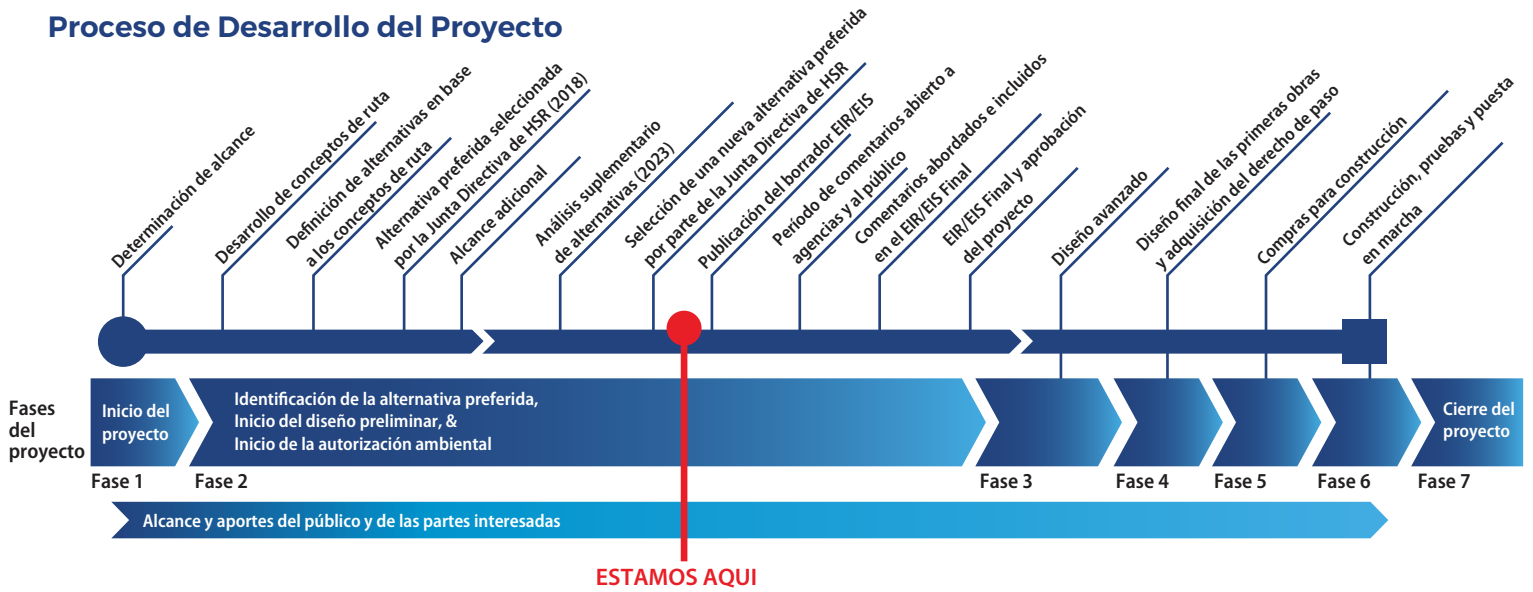 Proceso de Desarrollo del Proyecto
Determinación de alcance
Desarrollo de conceptos de ruta
Definición de alternativas en base
a los conceptos de ruta
Alternativa preferida seleccionada
por la Junta Directiva de HSR (2018)
Alcance adicional
Análisis suplementario
de alternativas (2023)
Selección de una nueva alternativa preferida
por parte de la Junta Directiva de HSR
Publicación del borrador EIR/EIS
Período de comentarios abierto a
agencias y al público
Comentarios abordados e incluidos
en el EIR/EIS Final
EIR/EIS Final y aprobación
del proyecto
Diseño avanzado
Diseño final de las primeras obras
y adquisición del derecho de paso
Compras para construcción
Construcción, pruebas y puesta
en marcha
Fases
del
proyecto
Inicio del
proyecto
Identificación de la alternativa preferida,
Inicio del diseño preliminar, &
Inicio de la autorización ambiental
Cierre del
proyecto
Fase 1
Fase 2
Fase 3
Fase 4
Fase 5
Fase 6
Fase 7
Alcance y aportes del público y de las partes interesadas
ESTAMOS AQUI